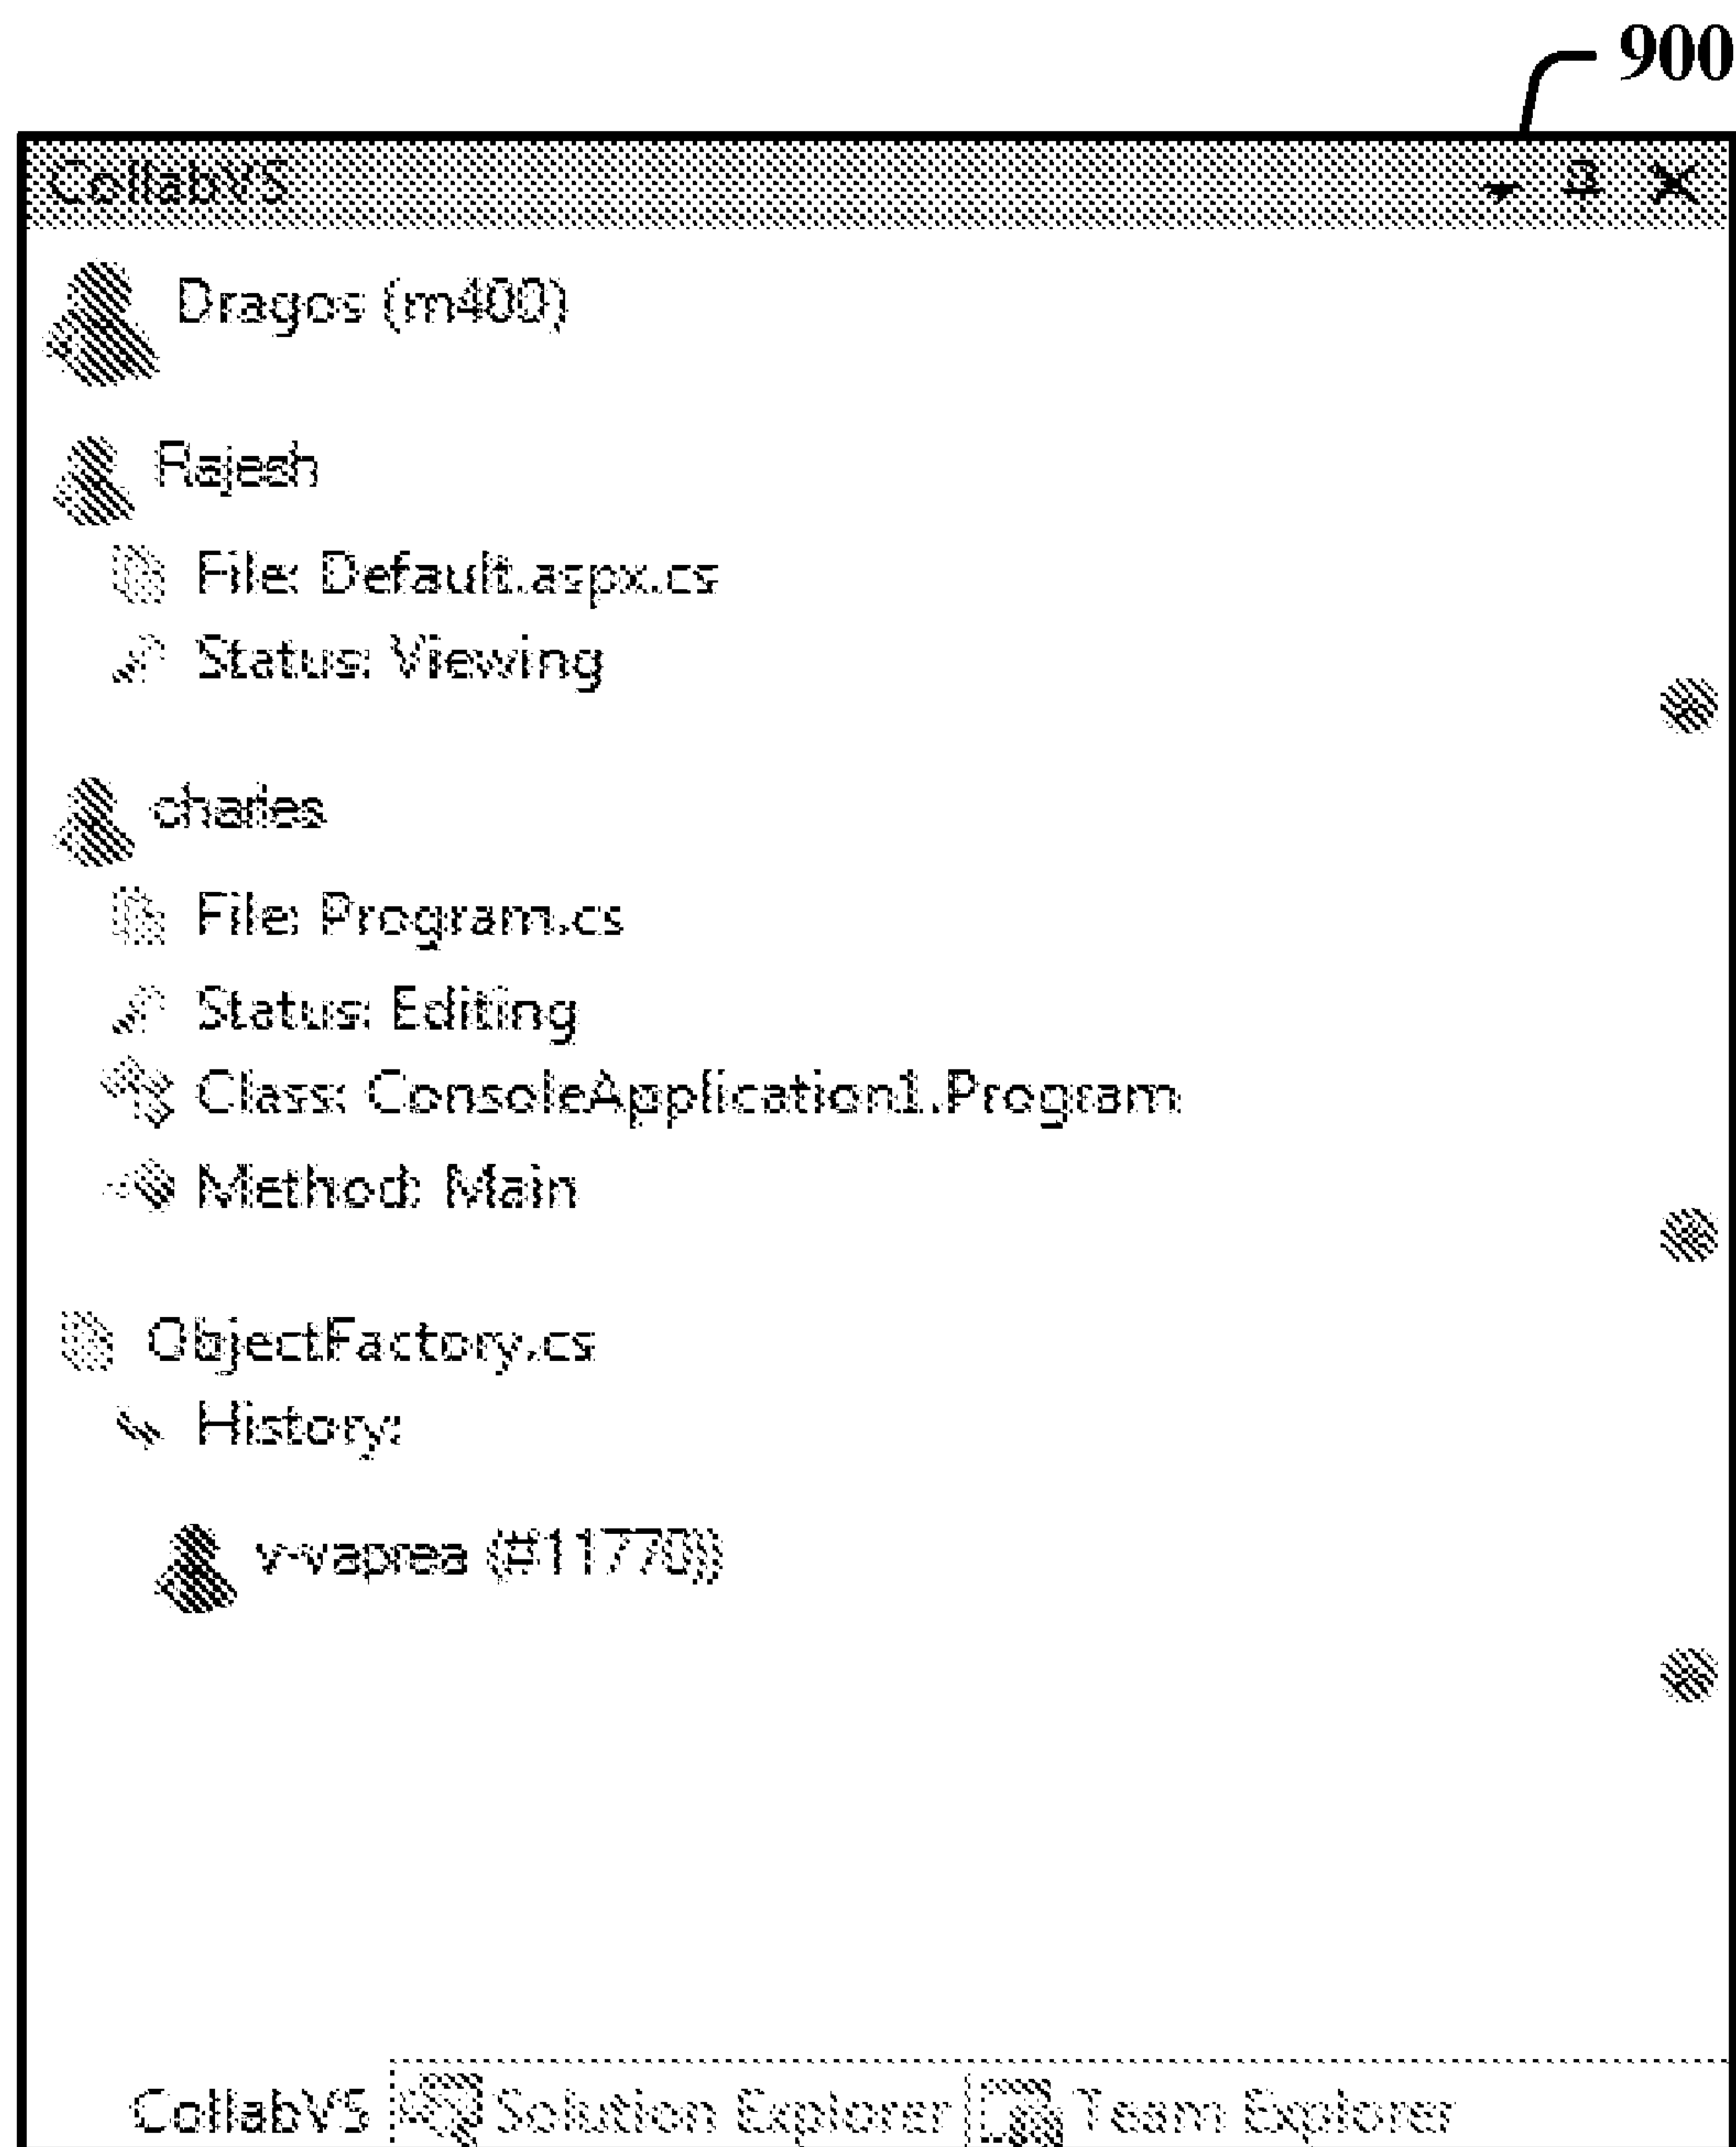 900
CollabVS
Dragos (m400)
Rajesh
File: Default.aspx.cs
Status: Viewing
charles
File: Program.cs
Status: Editing
Class: ConsoleApplication1.Program
Method: Main
ObjectFactory.cs
History:
v-vaprea (#11770)
CollabVS Solution Explorer Team Explorer